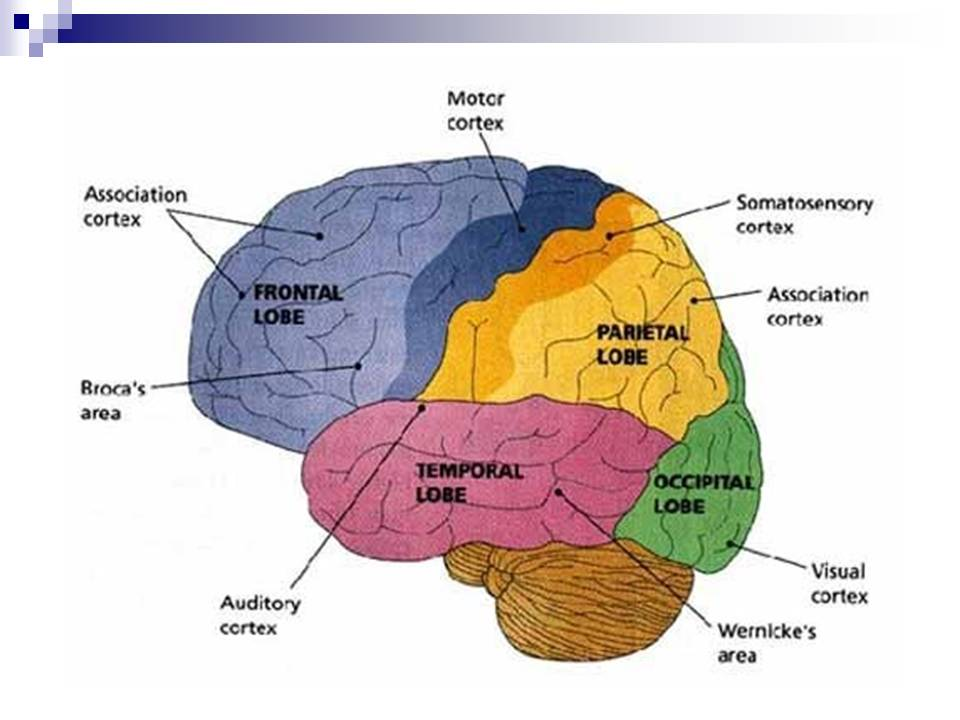 Motor
cortex
Association
cortex
Somatosensory
cortex
FRONTAL
LOBE
Association
cortex
PARIETAL
LOBE
Broca's
area
TEMPORAL
LOBE
OCCIPITAL
LOBE
Visual
cortex
Auditory
cortex
Wernicke's
area